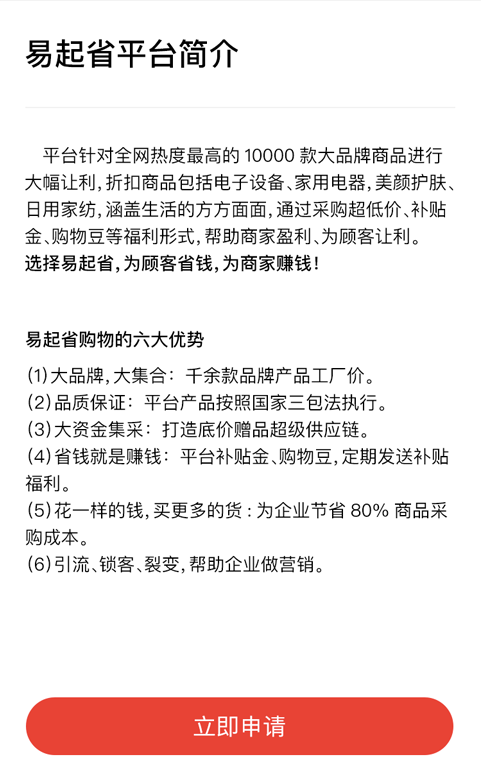 易起省平台简介
平台针对全网热度最高的 10000 款大品牌商品进行
大幅让利，折扣商品包括电子设备、家用电器，美颜护肤、
日用家纺，涵盖生活的方方面面，通过采购超低价、补贴
金、购物豆等福利形式，帮助商家盈利、为顾客让利。
选择易起省，为顾客省钱，为商家赚钱！
易起省购物的六大优势
（1）大品牌，大集合：千余款品牌产品工厂价。
（2）品质保证：平台产品按照国家三包法执行。
（3）大资金集采：打造底价赠品超级供应链。
（4）省钱就是赚钱：平台补贴金、购物豆，定期发送补贴
福利。
（5）花一样的钱，买更多的货：为企业节省 80% 商品采
购成本。
（6）引流、锁客、裂变，帮助企业做营销。
立即申请